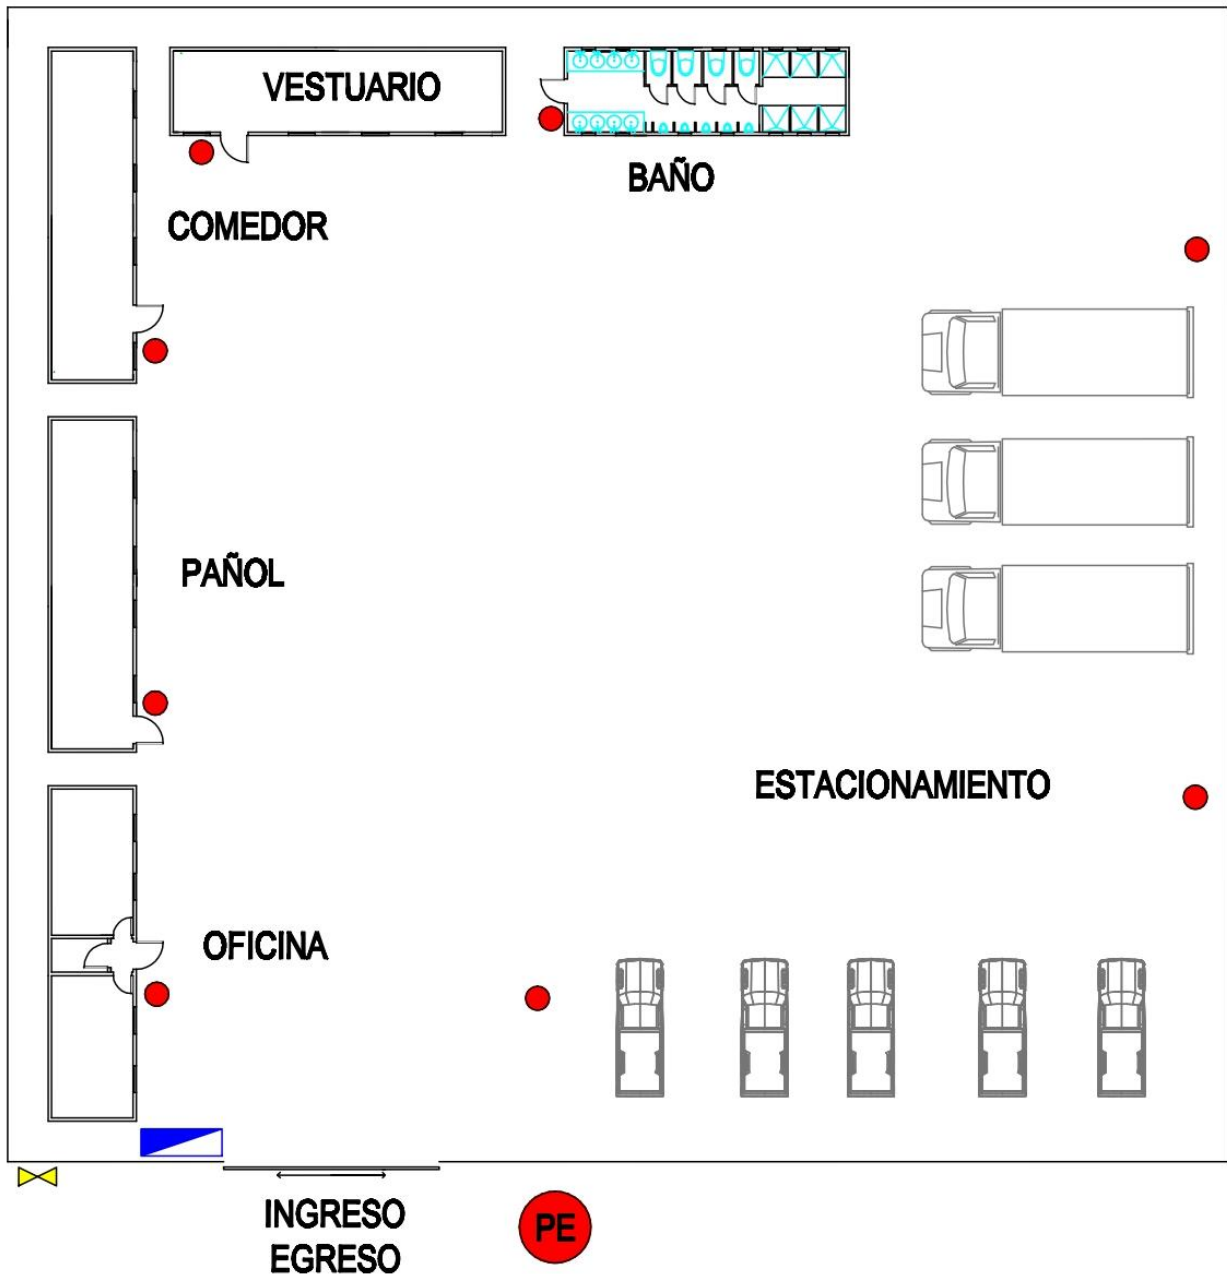 VESTUARIO
BAÑO
COMEDOR
PAÑOL
ESTACIONAMIENTO
OFICINA
INGRESO
EGRESO
PE